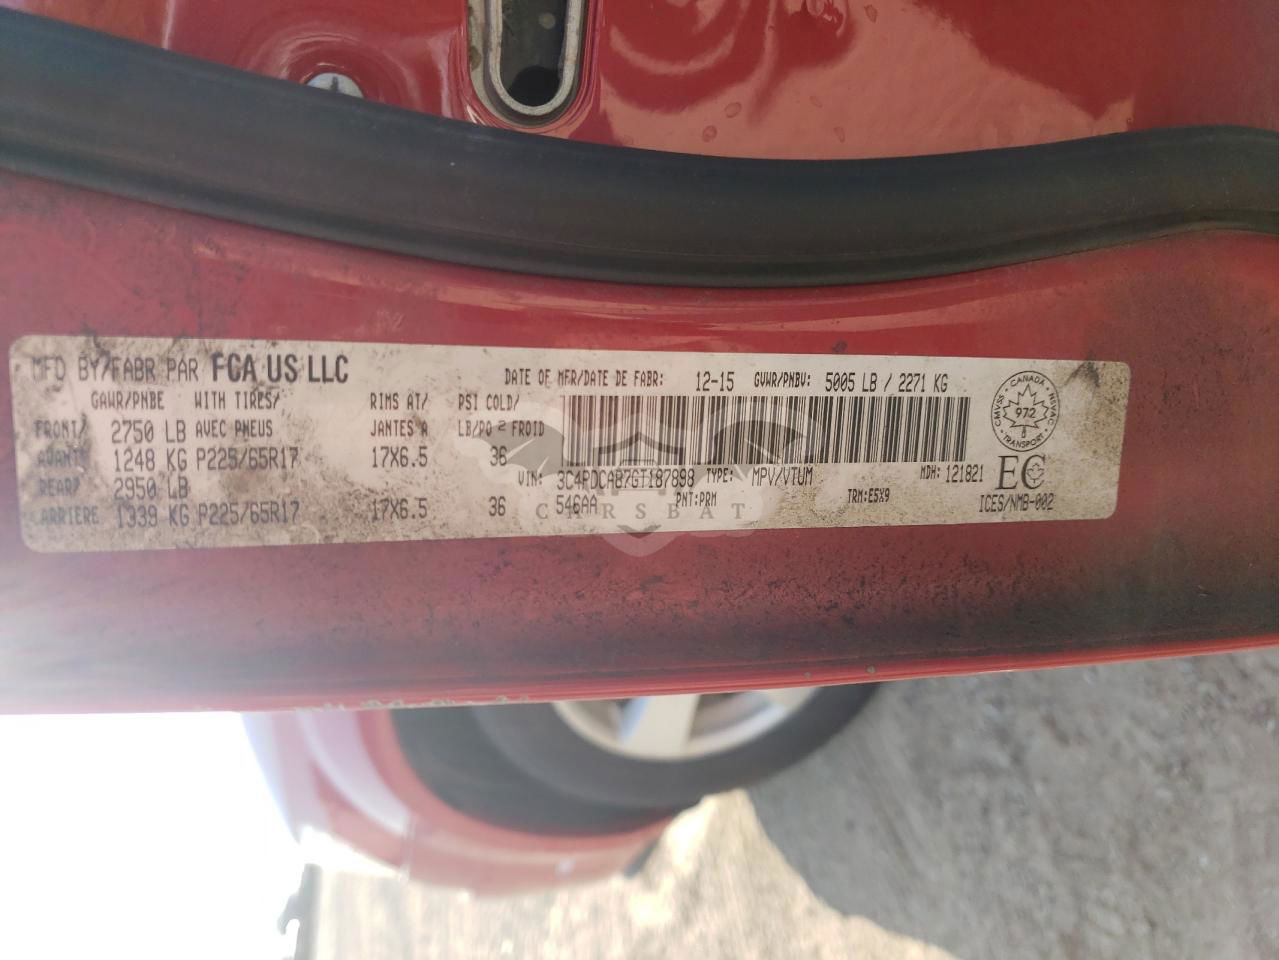 MFD BY/FABR PAR FCA US LLC
DATE OF MFR/DATE DE FABR: 12-15 GVWR/PNBV: 5005 LB / 2271 KG
GAWR/PNBE WITH TIRES/ RIMS AT/ PSI COLD/
FRONT/ 2750 LB AVEC PNEUS JANTES A LB/PO² FROID
AVANT 1248 KG P225/65R17 17X6.5 36
REAR/ 2950 LB
ARRIERE 1339 KG P225/65R17 17X6.5 36
VIN: 3C4PDCAB7GT187898 TYPE: MPV/VTUM MDH: 121821
546AA PNT:PRM TRM:E5X9 ICES/NMB-002
CANADA
CMVSS NSVAC
972
TRANSPORT
EC
CARSBAT